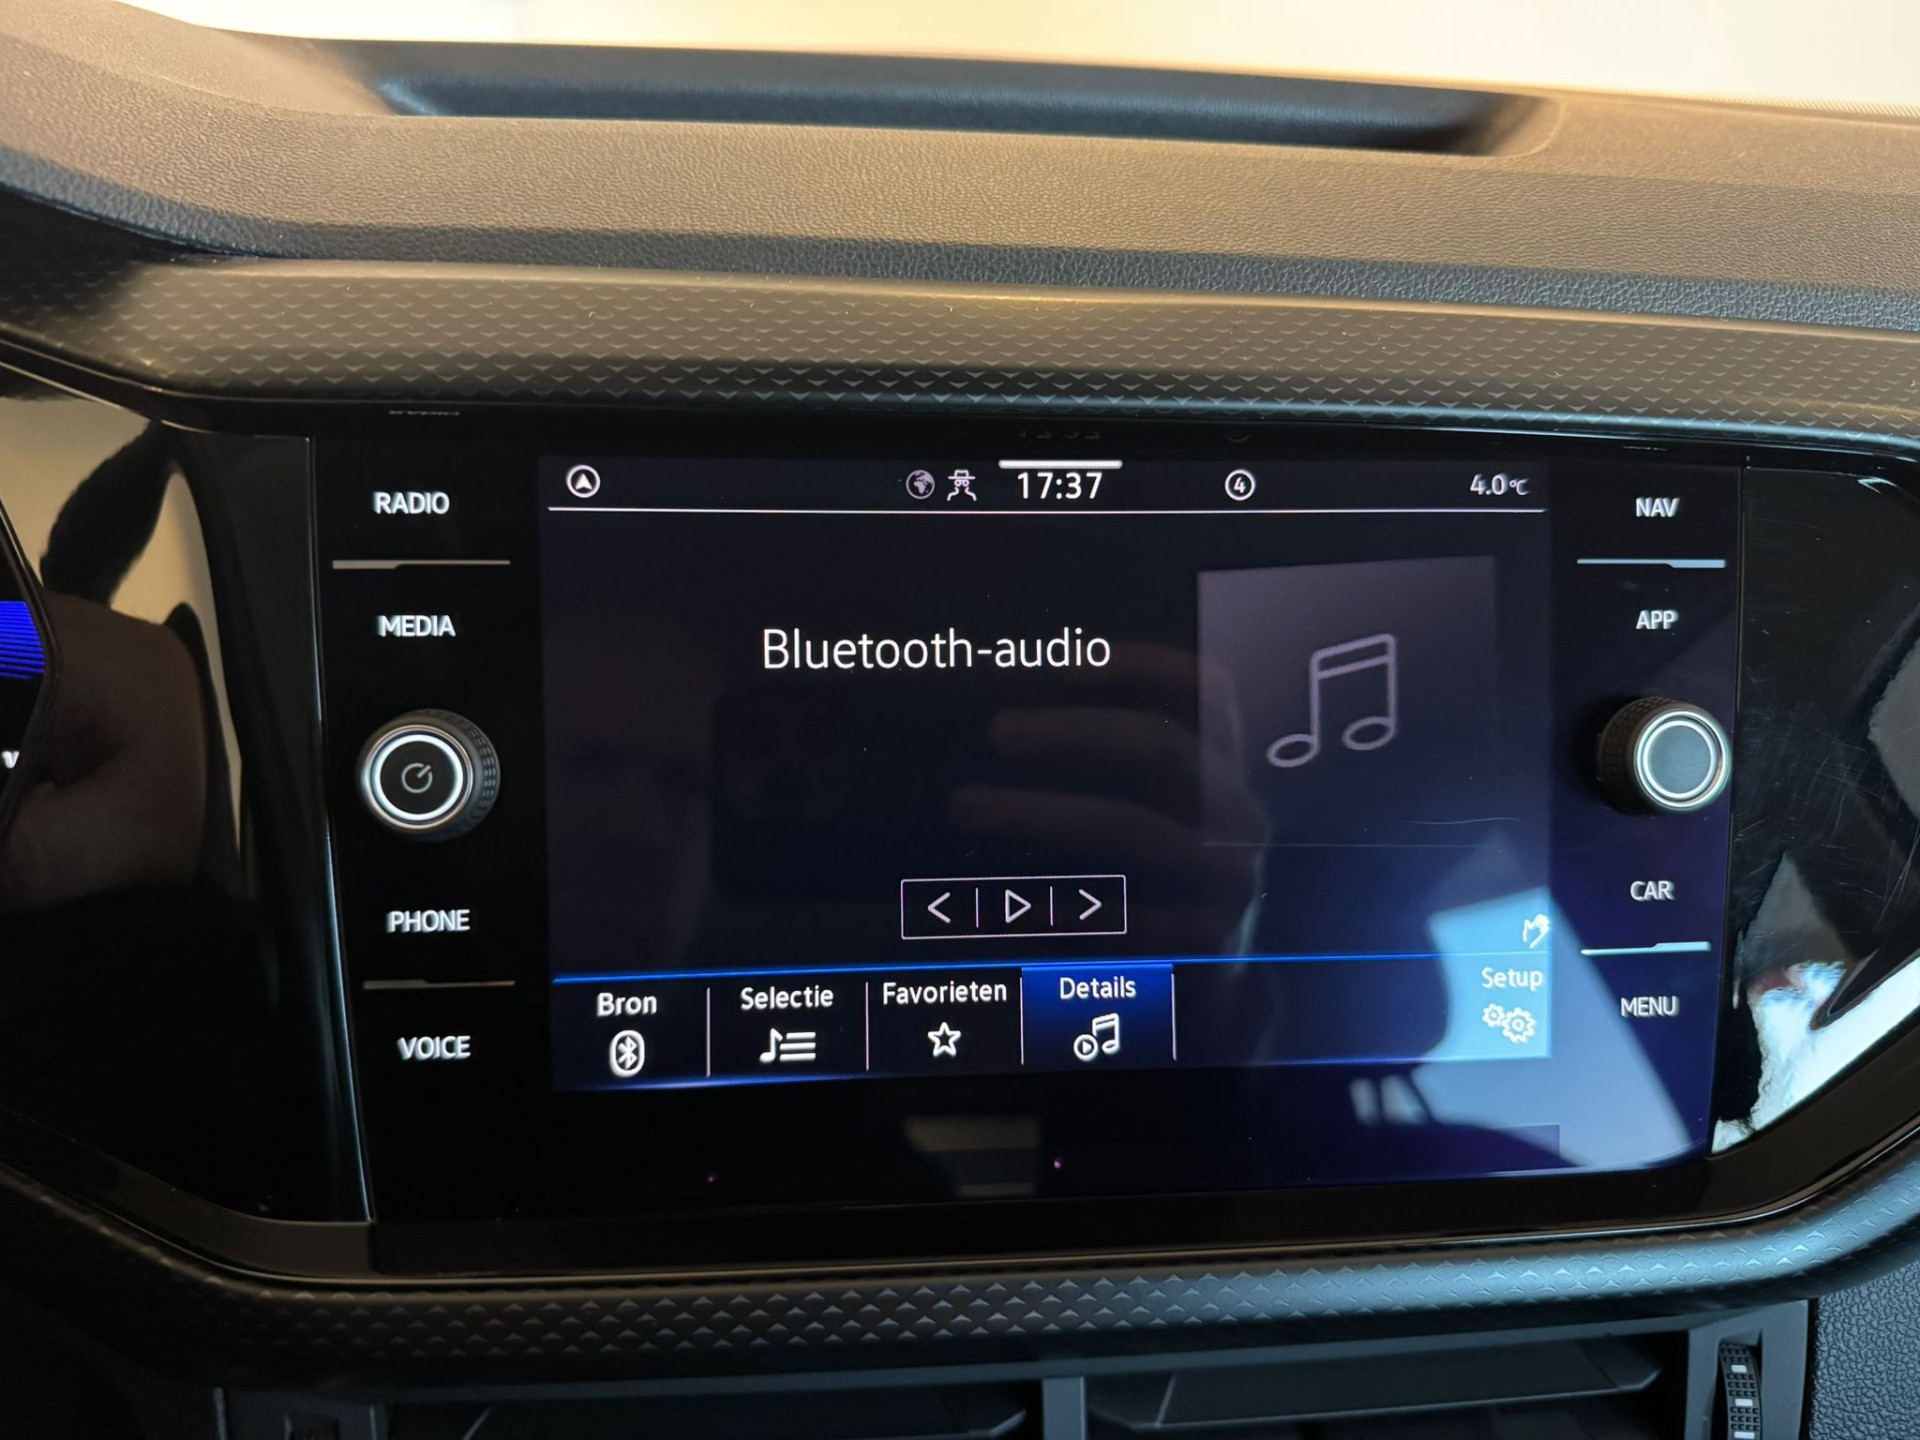 RADIO
MEDIA
PHONE
VOICE
17:37
4
4.0°C
Bluetooth-audio
Bron
Selectie
Favorieten
Details
Setup
NAV
APP
CAR
MENU